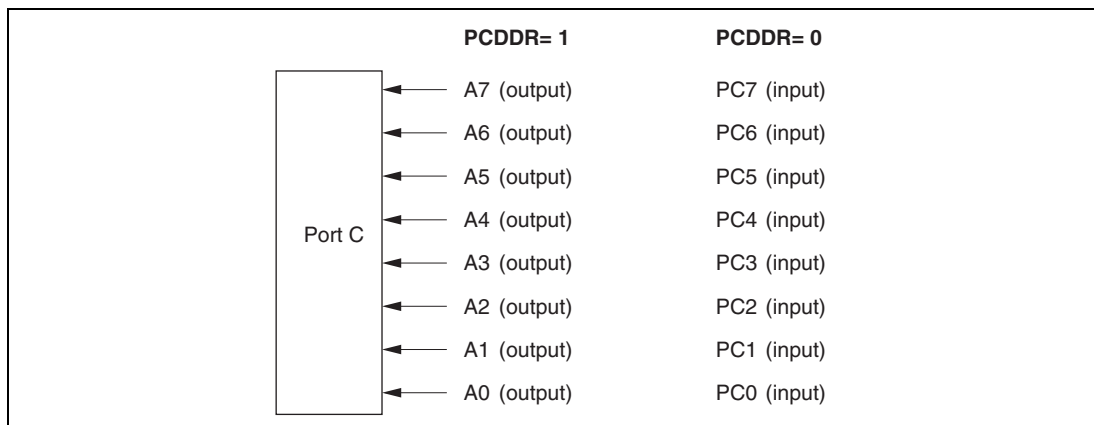 PCDDR= 1 PCDDR= 0
A7 (output) PC7 (input)
A6 (output) PC6 (input)
A5 (output) PC5 (input)
A4 (output) PC4 (input)
Port C
A3 (output) PC3 (input)
A2 (output) PC2 (input)
A1 (output) PC1 (input)
A0 (output) PC0 (input)